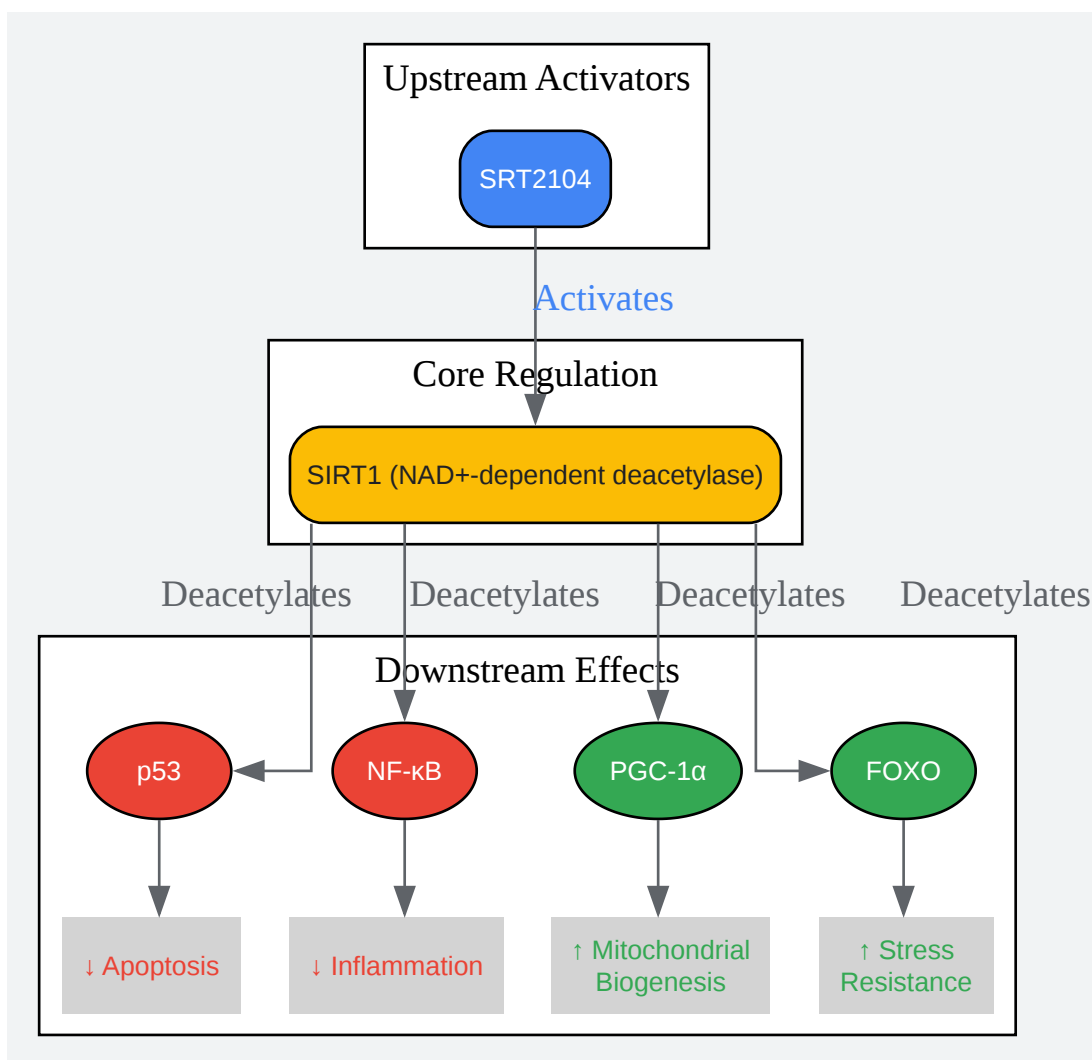 Upstream Activators
SRT2104
Activates
Core Regulation
SIRT1 (NAD+-dependent deacetylase)
Deacetylates
Deacetylates
Deacetylates
Deacetylates
Downstream Effects
p53
NF-κB
PGC-1α
FOXO
↓ Apoptosis
↓ Inflammation
↑ Mitochondrial
Biogenesis
↑ Stress
Resistance